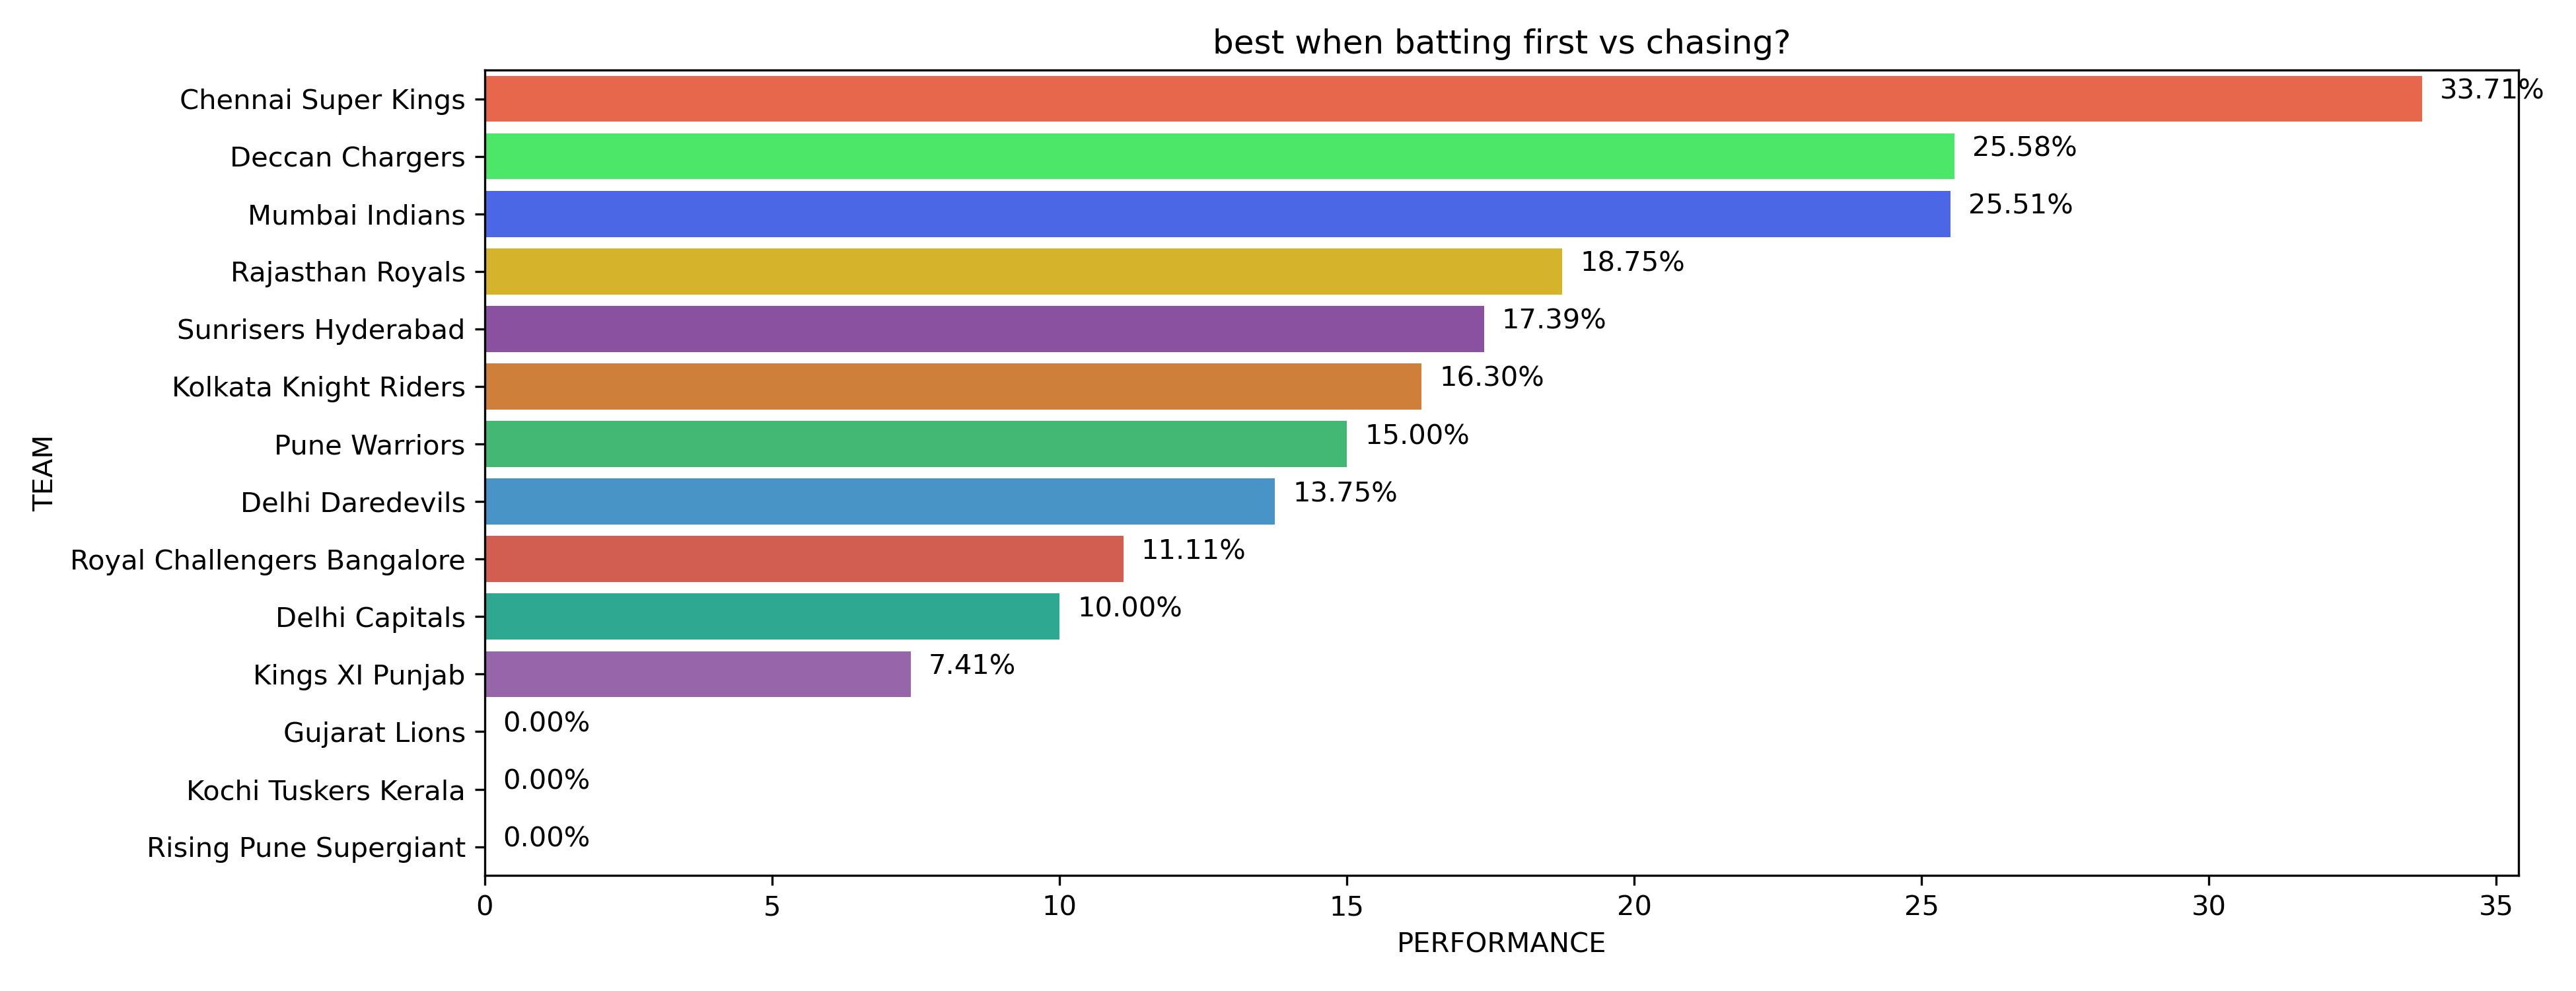 best when batting first vs chasing?
Chennai Super Kings 33.71%
Deccan Chargers 25.58%
Mumbai Indians 25.51%
Rajasthan Royals 18.75%
Sunrisers Hyderabad 17.39%
Kolkata Knight Riders 16.30%
Pune Warriors 15.00%
Delhi Daredevils 13.75%
Royal Challengers Bangalore 11.11%
Delhi Capitals 10.00%
Kings XI Punjab 7.41%
Gujarat Lions 0.00%
Kochi Tuskers Kerala 0.00%
Rising Pune Supergiant 0.00%
TEAM
0 5 10 15 20 25 30 35
PERFORMANCE